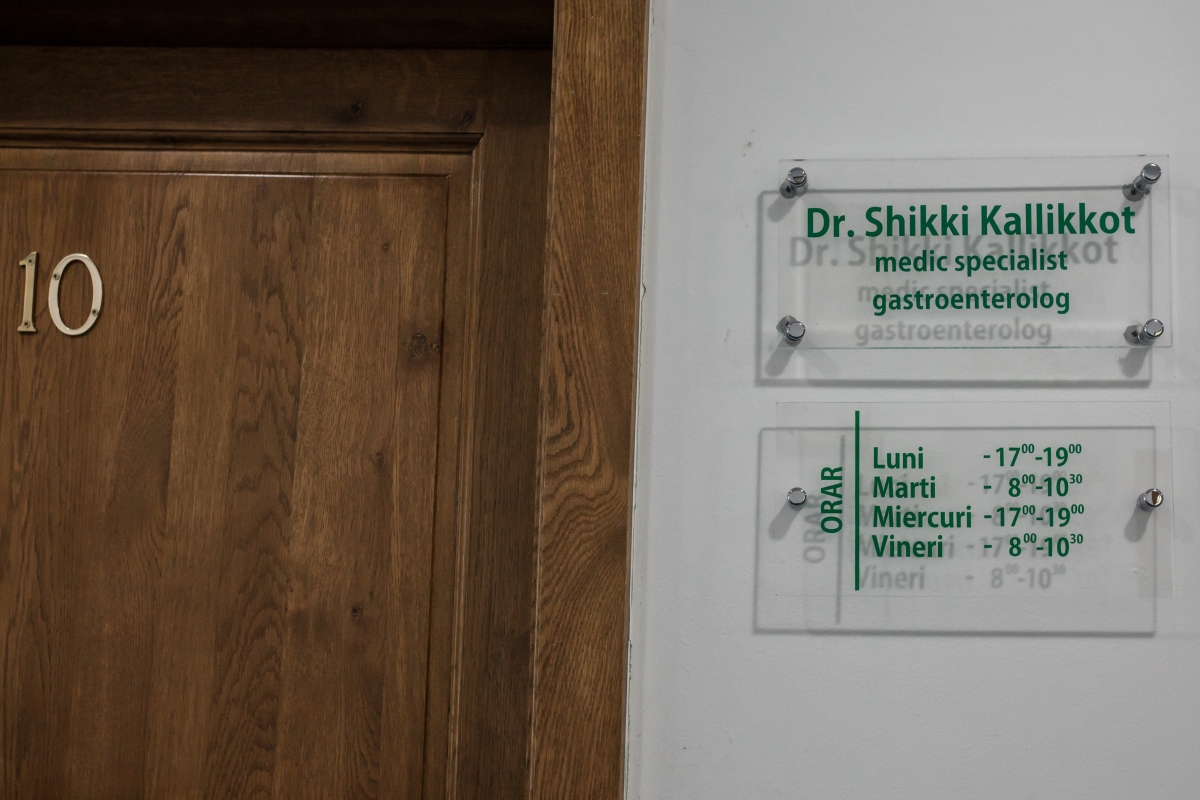 10
Dr. Shikki Kallikkot
medic specialist
gastroenterolog
ORAR
Luni - 17⁰⁰-19⁰⁰
Marti - 8⁰⁰-10³⁰
Miercuri - 17⁰⁰-19⁰⁰
Vineri - 8⁰⁰-10³⁰